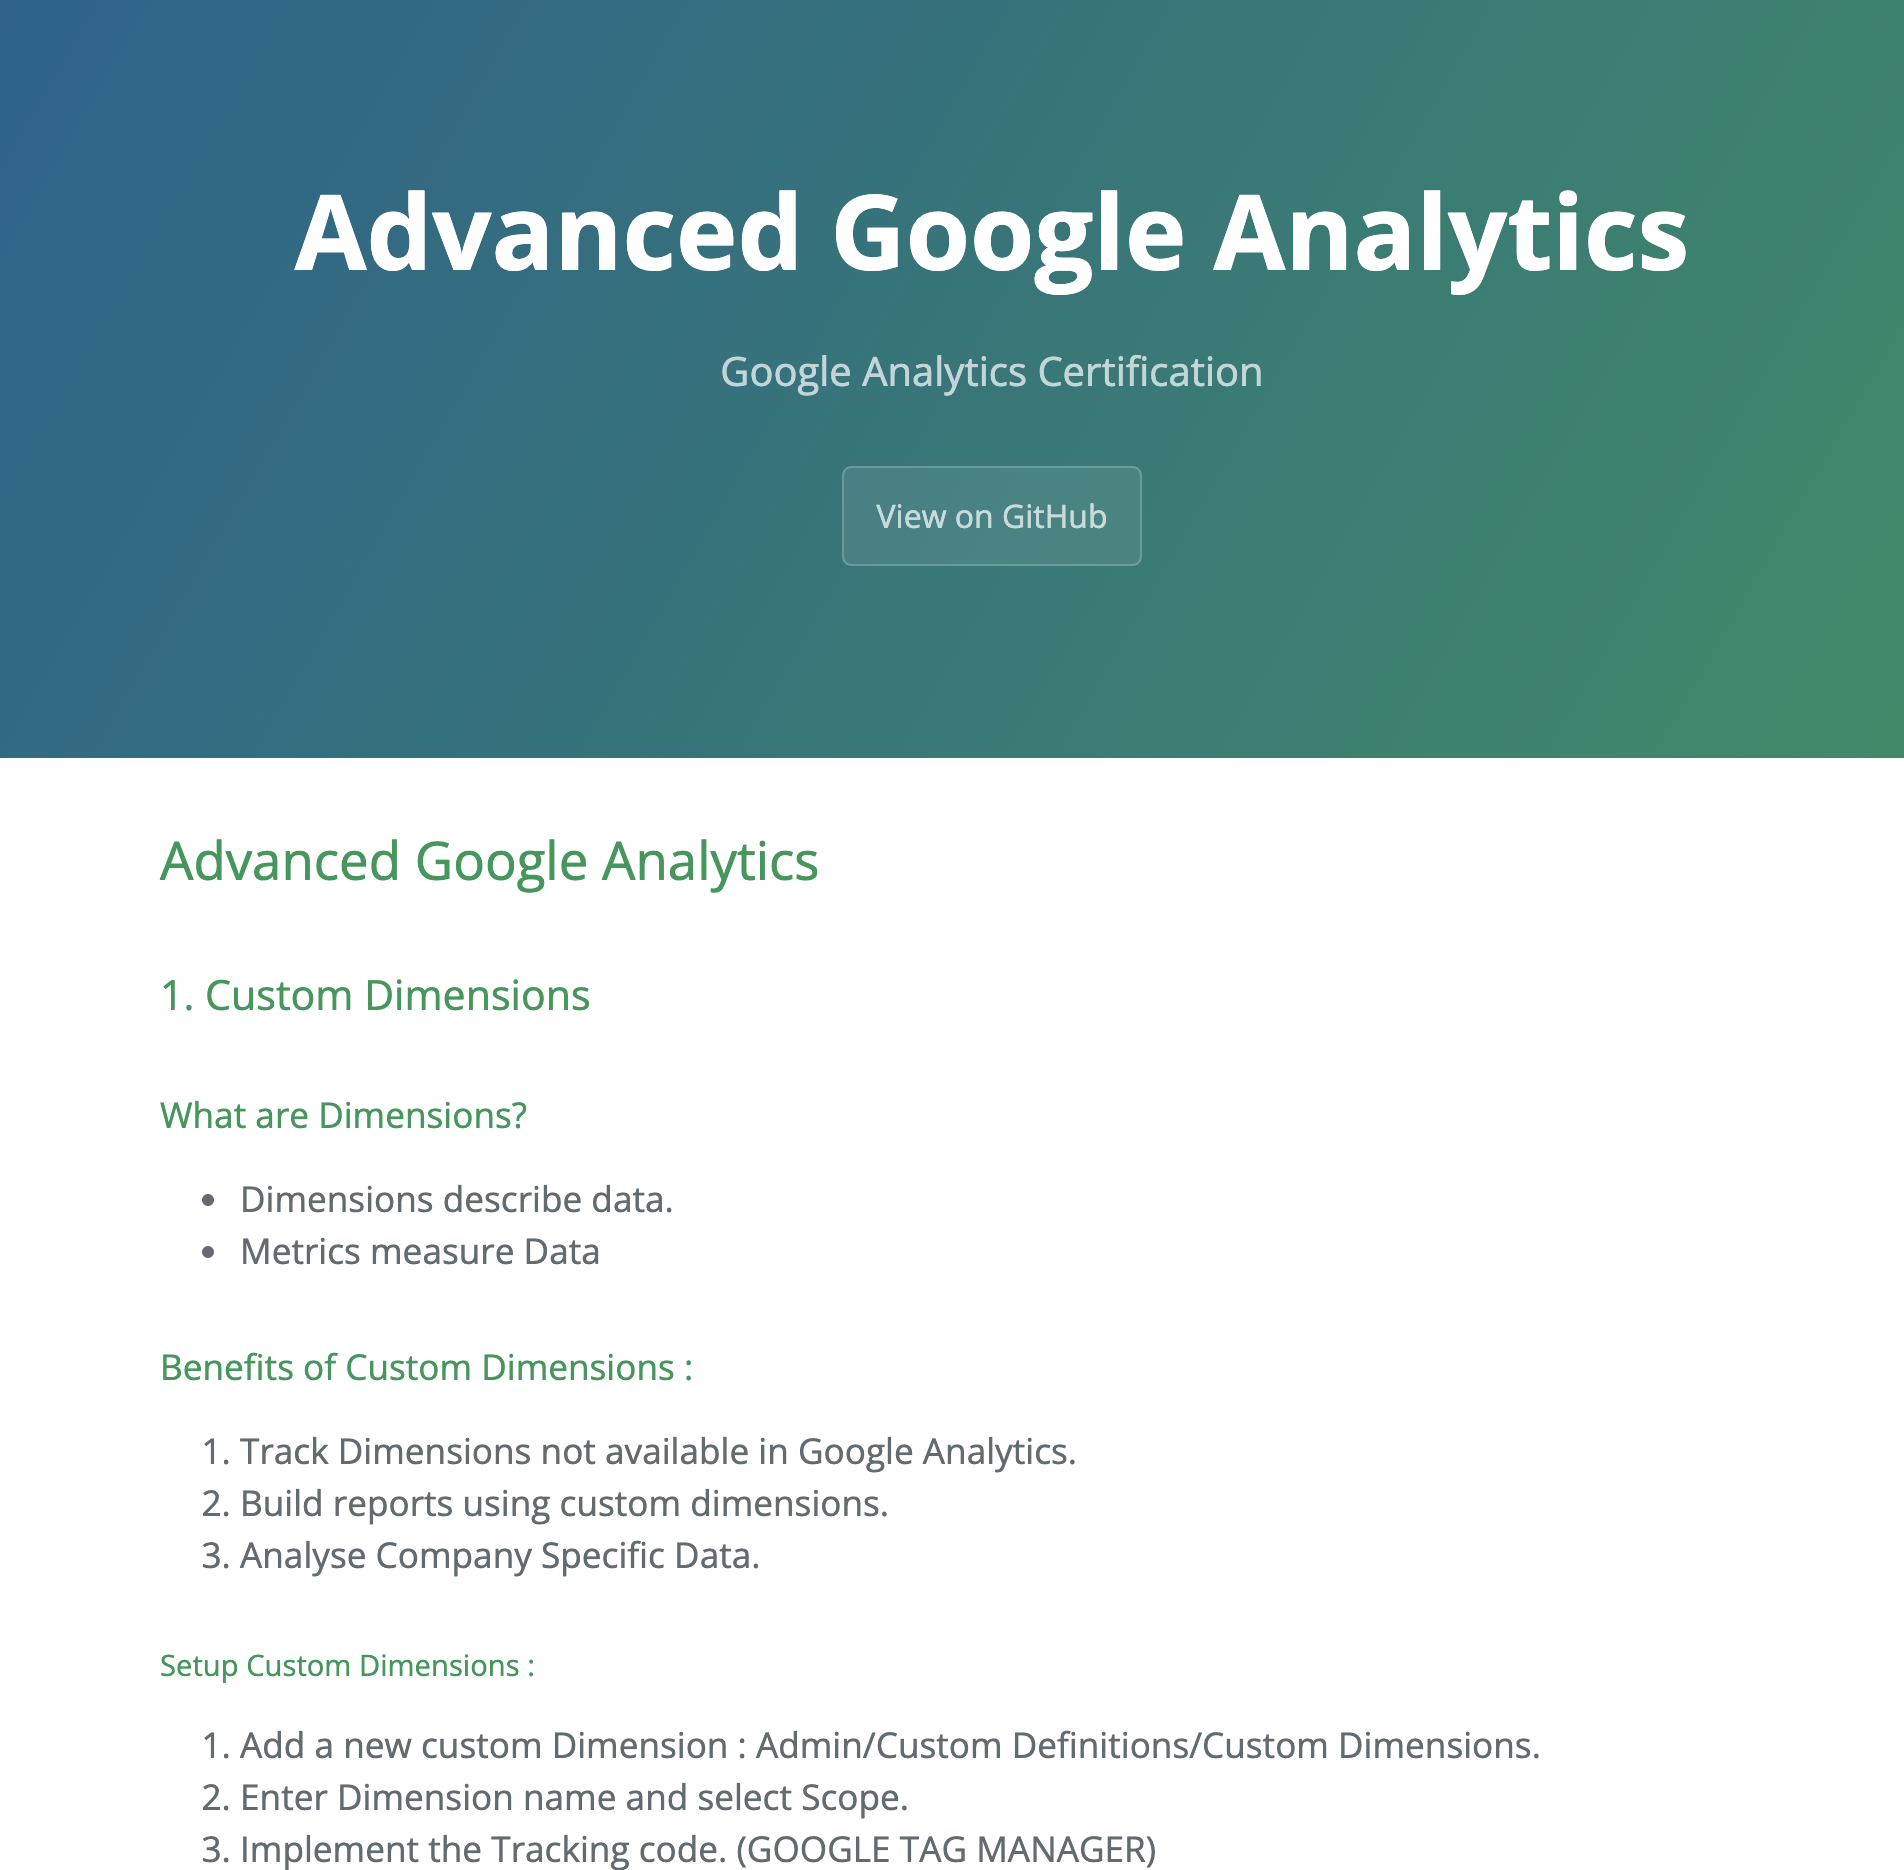 Advanced Google Analytics
Google Analytics Certification
View on GitHub
Advanced Google Analytics
1. Custom Dimensions
What are Dimensions?
• Dimensions describe data.
• Metrics measure Data
Benefits of Custom Dimensions :
1. Track Dimensions not available in Google Analytics.
2. Build reports using custom dimensions.
3. Analyse Company Specific Data.
Setup Custom Dimensions :
1. Add a new custom Dimension : Admin/Custom Definitions/Custom Dimensions.
2. Enter Dimension name and select Scope.
3. Implement the Tracking code. (GOOGLE TAG MANAGER)